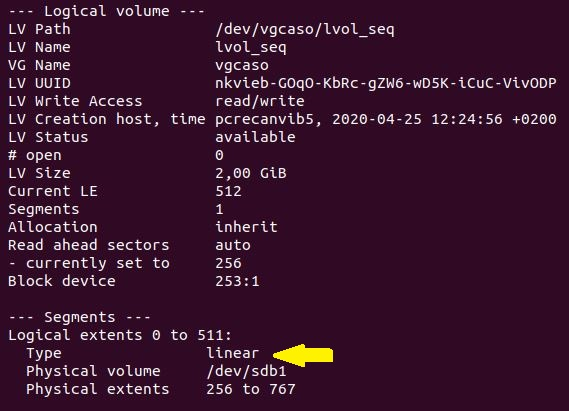 --- Logical volume ---
LV Path                /dev/vgcaso/lvol_seq
LV Name                lvol_seq
VG Name                vgcaso
LV UUID                nkvieb-GOqO-KbRc-gZW6-wD5K-iCuC-VivODP
LV Write Access        read/write
LV Creation host, time pcrecanvib5, 2020-04-25 12:24:56 +0200
LV Status              available
# open                 0
LV Size                2,00 GiB
Current LE             512
Segments               1
Allocation             inherit
Read ahead sectors     auto
- currently set to     256
Block device           253:1
--- Segments ---
Logical extents 0 to 511:
  Type                linear
  Physical volume     /dev/sdb1
  Physical extents    256 to 767